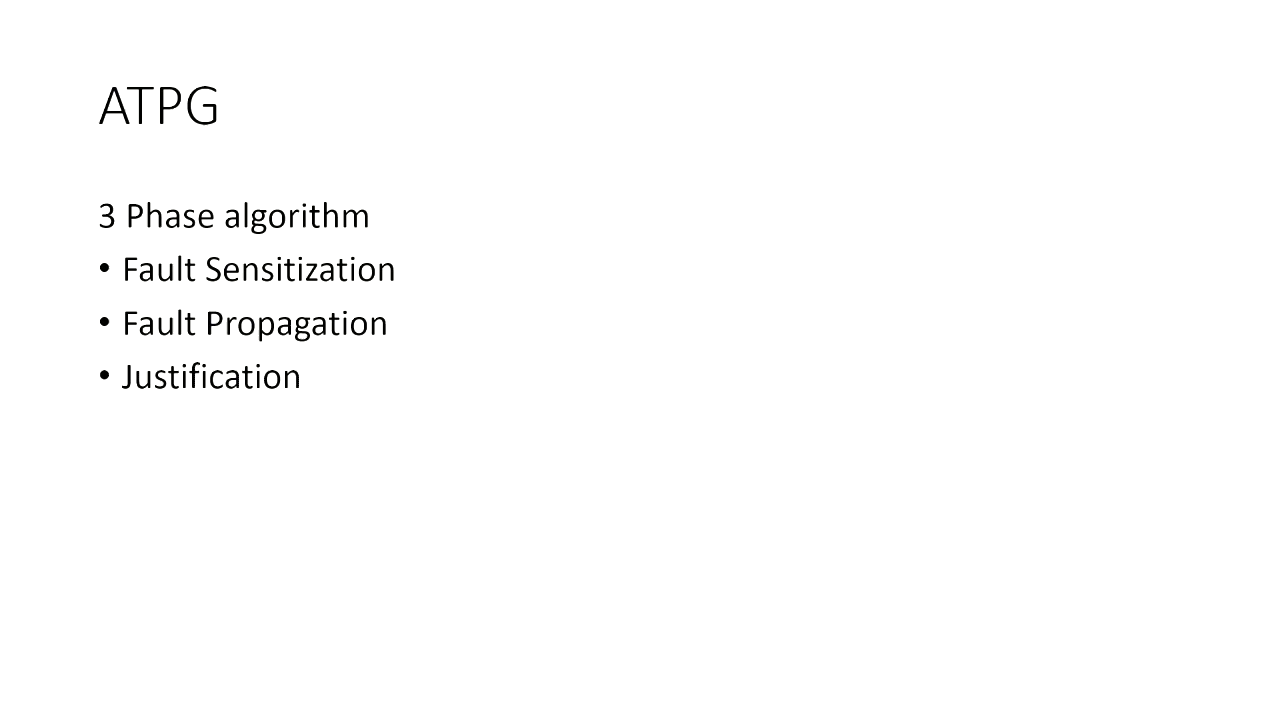 ATPG
3 Phase algorithm
• Fault Sensitization
• Fault Propagation
• Justification